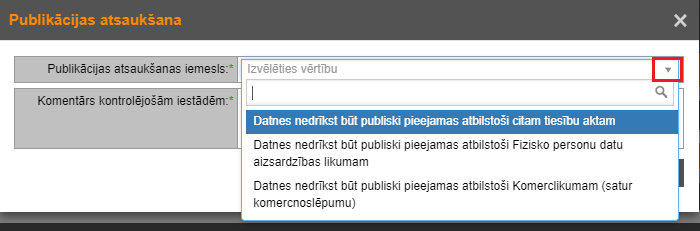 Publikācijas atsaukšana
Publikācijas atsaukšanas iemesls:*
Izvēlēties vērtību
Komentārs kontrolējošām iestādēm:*
Datnes nedrīkst būt publiski pieejamas atbilstoši citam tiesību aktam
Datnes nedrīkst būt publiski pieejamas atbilstoši Fizisko personu datu
aizsardzības likumam
Datnes nedrīkst būt publiski pieejamas atbilstoši Komerclikumam (satur
komercnoslēpumu)